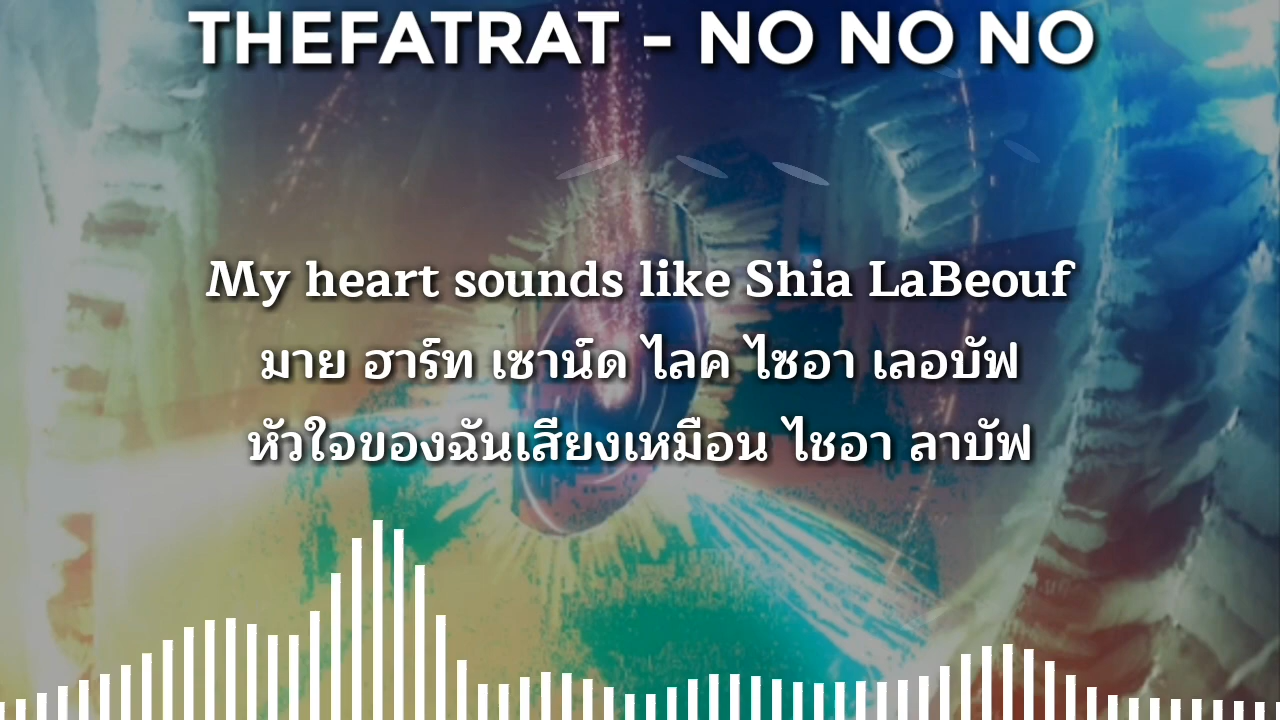 THEFATRAT - NO NO NO
My heart sounds like Shia LaBeouf
มาย ฮาร์ท เซาน์ด ไลค ไซอา เลอบัฟ
หัวใจของฉันเสียงเหมือน ไชอา ลาบัฟ